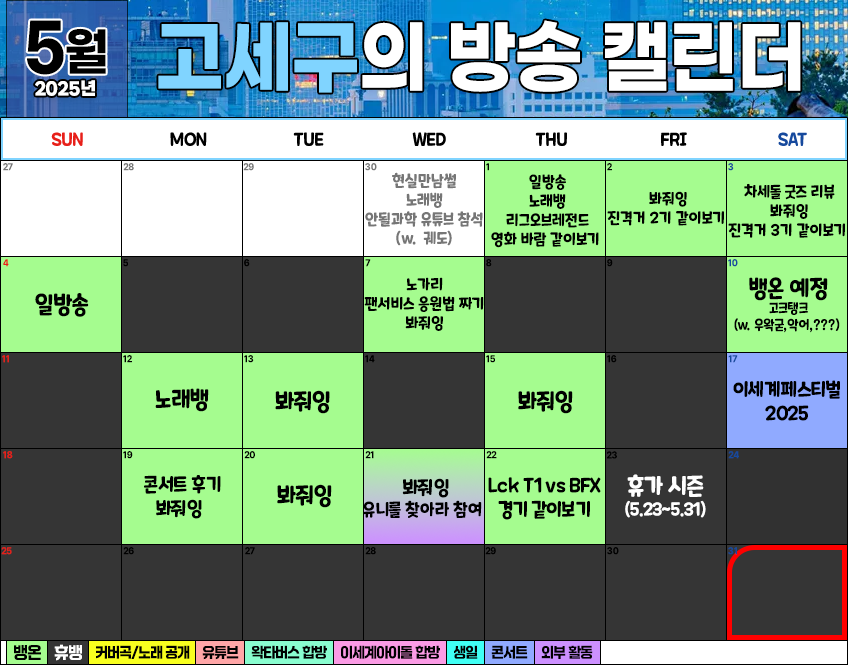 5월
2025년
고세구의 방송 캘린더
SUN MON TUE WED THU FRI SAT
27 28 29 30 1 2 3
현실만남썰
노래뱅
안될과학 유튜브 참석
(w. 궤도)
일방송
노래뱅
리그오브레전드
영화 바람 같이보기
봐줘잉
진격거 2기 같이보기
차세돌 굿즈 리뷰
봐줘잉
진격거 3기 같이보기
4 5 6 7 8 9 10
일방송
노가리
팬서비스 응원법 짜기
봐줘잉
뱅온 예정
고크탱크
(w. 우왁굳,악어,???)
11 12 13 14 15 16 17
노래뱅
봐줘잉
봐줘잉
이세계페스티벌
2025
18 19 20 21 22 23 24
콘서트 후기
봐줘잉
봐줘잉
봐줘잉
유니를 찾아라 참여
Lck T1 vs BFX
경기 같이보기
휴가 시즌
(5.23~5.31)
25 26 27 28 29 30 31
뱅온 휴뱅 커버곡/노래 공개 유튜브 왁타버스 합방 이세계아이돌 합방 생일 콘서트 외부 활동